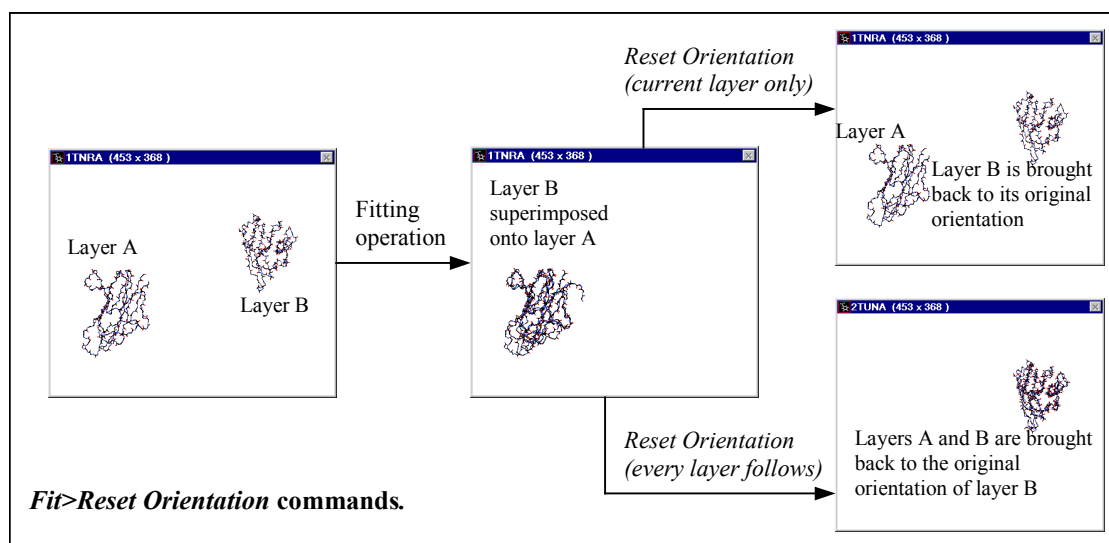 1TNRA (453 x 368 )
Layer A
Layer B
Fitting
operation
1TNRA (453 x 368 )
Layer B
superimposed
onto layer A
Reset Orientation
(current layer only)
1TNRA (453 x 368 )
Layer A
Layer B is brought
back to its original
orientation
Reset Orientation
(every layer follows)
2TUNA (453 x 368 )
Layers A and B are brought
back to the original
orientation of layer B
Fit>Reset Orientation commands.